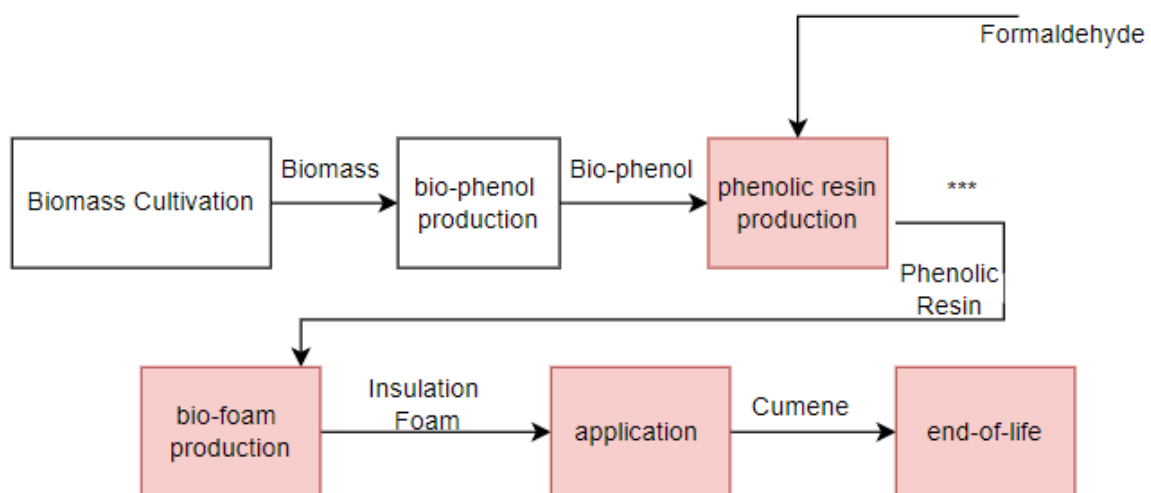 Formaldehyde
Biomass Cultivation
Biomass
bio-phenol
production
Bio-phenol
phenolic resin
production
***
Phenolic
Resin
bio-foam
production
Insulation
Foam
application
Cumene
end-of-life